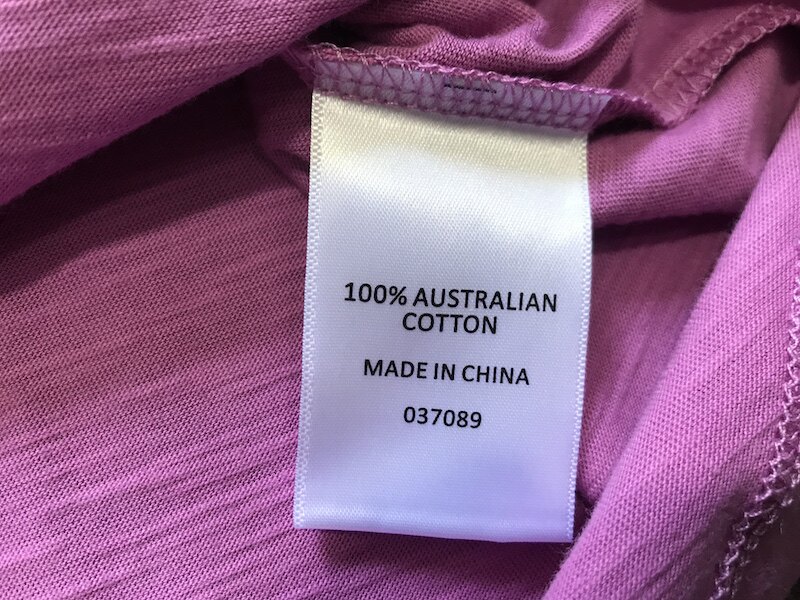 100% AUSTRALIAN
COTTON
MADE IN CHINA
037089